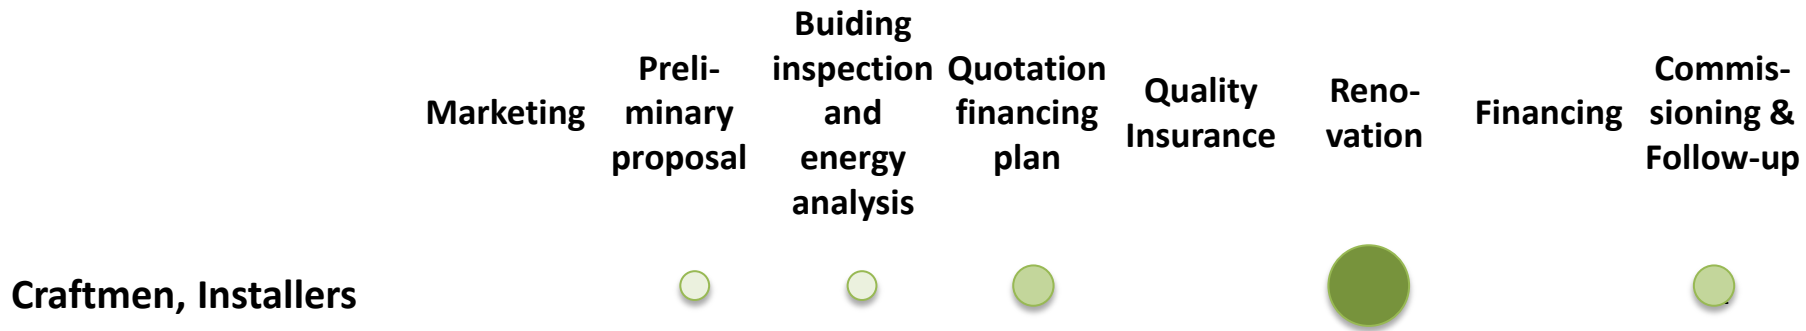 Marketing
Preli-
minary
proposal
Buiding
inspection
and
energy
analysis
Quotation
financing
plan
Quality
Insurance
Reno-
vation
Financing
Commis-
sioning &
Follow-up
Craftmen, Installers